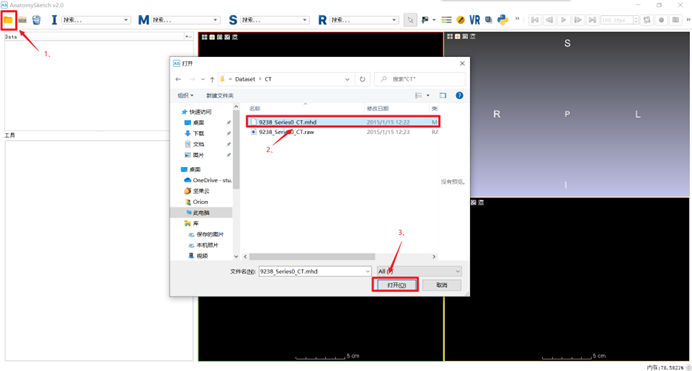 AnatomySketch v2.0
I 搜索... M 搜索... S 搜索... R 搜索... VR
1、
Data
工具
打开
Dataset > CT
搜索"CT"
组织 新建文件夹
名称 修改日期
快速访问
桌面
下载
文档
图片
桌面
OneDrive - stu...
坚果云
Orion
此电脑
库
保存的图片
本机照片
视频
9238_Series0_CT.mhd 2015/1/15 12:22 M
9238_Series0_CT.raw 2015/1/15 12:23 R
2、
没有预览。
3、
文件名(N): 9238_Series0_CT.mhd All (*)
打开(O) 取消
S
R P L
I
5 cm
5 cm
内存:78.5822%